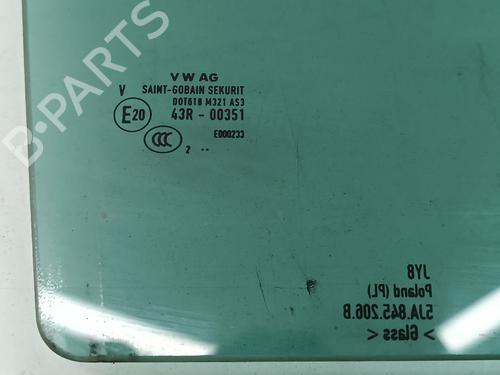 B-PARTS
VW AG
V SAINT-GOBAIN SEKURIT
DOT618 M321 AS3
E20 43R - 00351
E000233
CCC
2 ..
JY8
Poland (PL)
5JA.845.206.B
> Glass <
B-PARTS